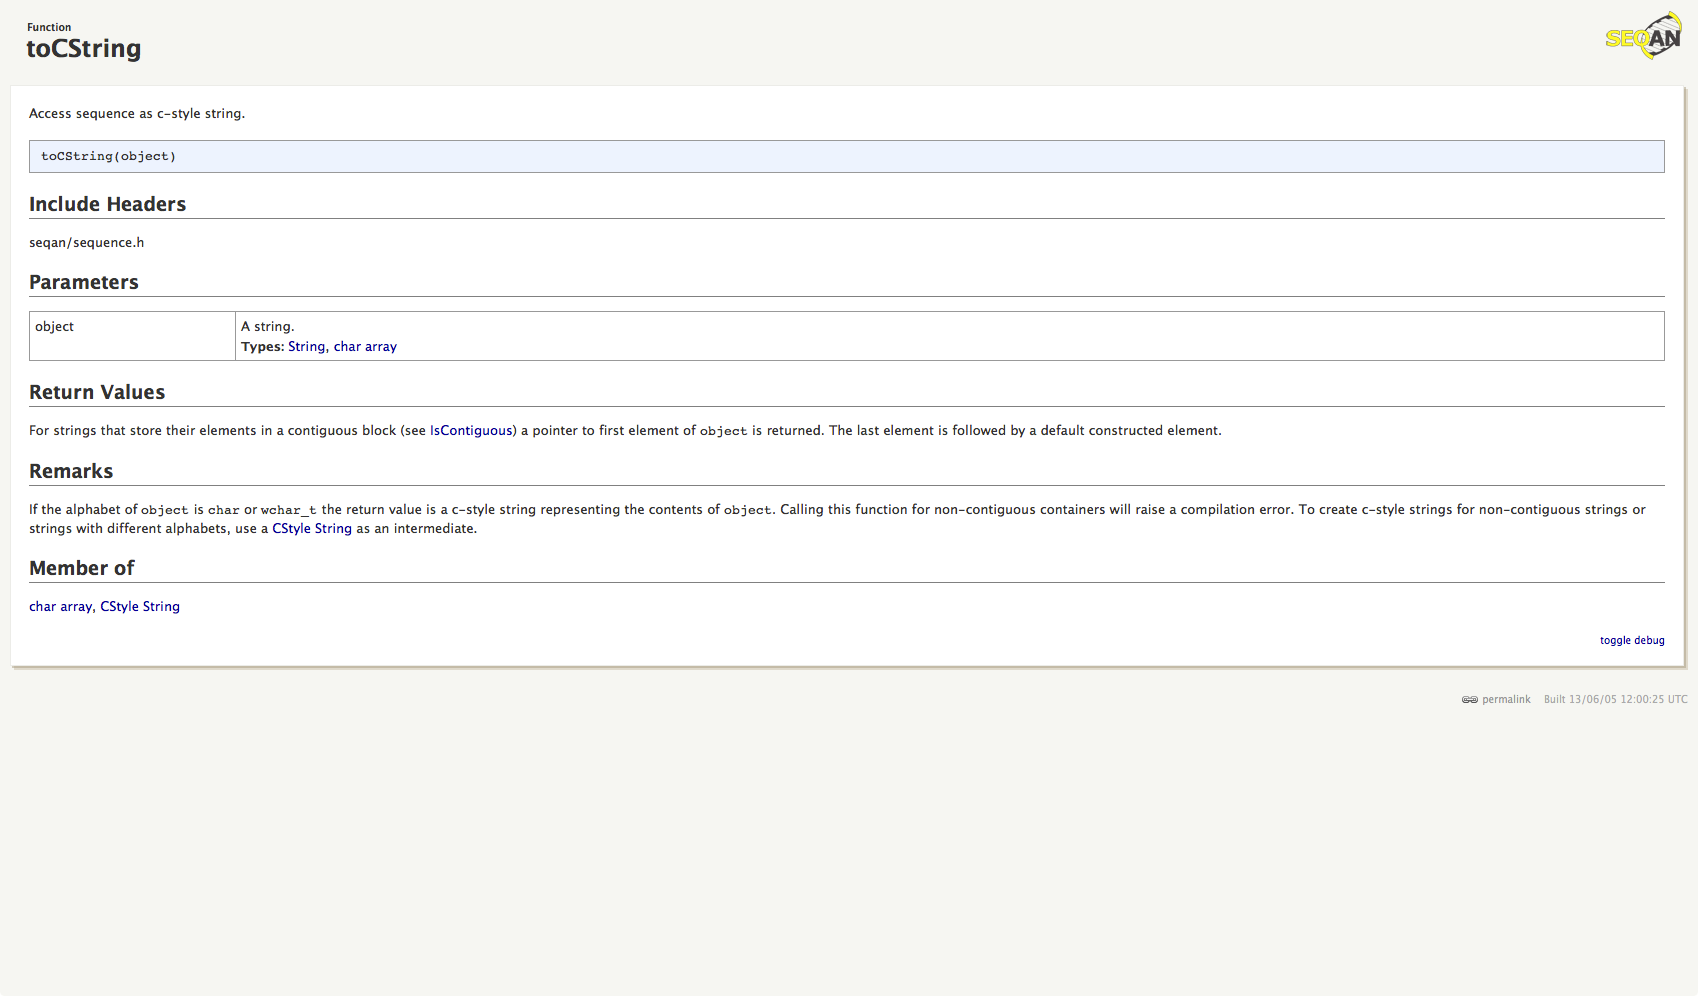 Function
toCString
SEQAN
Access sequence as c-style string.
toCString(object)
Include Headers
seqan/sequence.h
Parameters
object
A string.
Types: String, char array
Return Values
For strings that store their elements in a contiguous block (see IsContiguous) a pointer to first element of object is returned. The last element is followed by a default constructed element.
Remarks
If the alphabet of object is char or wchar_t the return value is a c-style string representing the contents of object. Calling this function for non-contiguous containers will raise a compilation error. To create c-style strings for non-contiguous strings or
strings with different alphabets, use a CStyle String as an intermediate.
Member of
char array, CStyle String
toggle debug
permalink Built 13/06/05 12:00:25 UTC